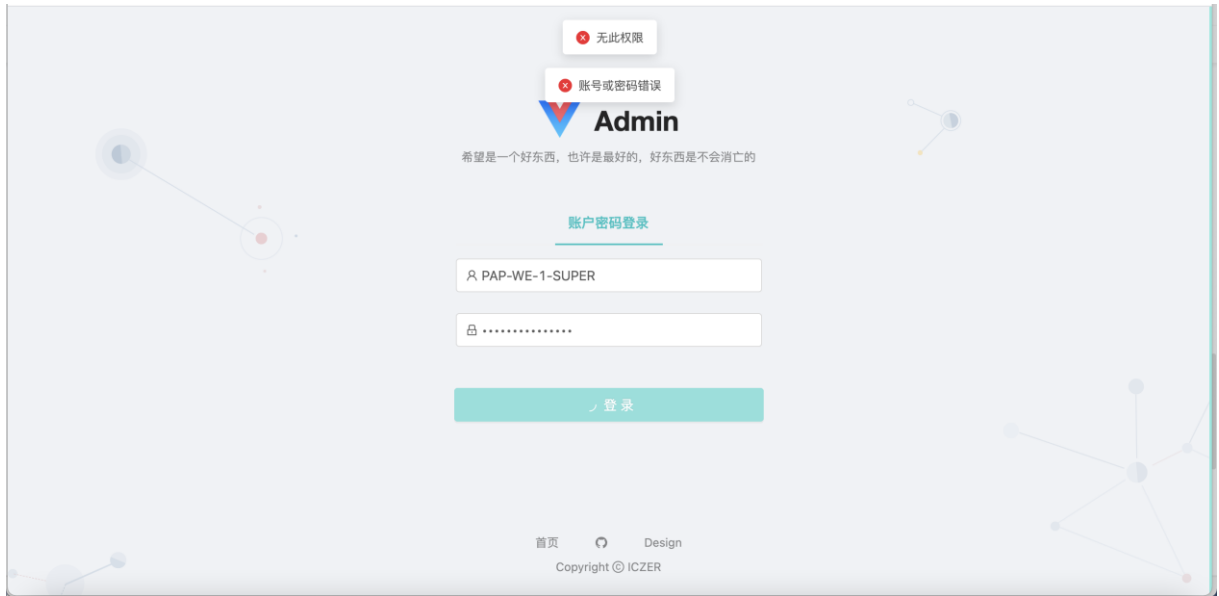 无此权限
账号或密码错误
Admin
希望是一个好东西，也许是最好的，好东西是不会消亡的
账户密码登录
PAP-WE-1-SUPER
···············
登 录
首页 Design
Copyright © ICZER